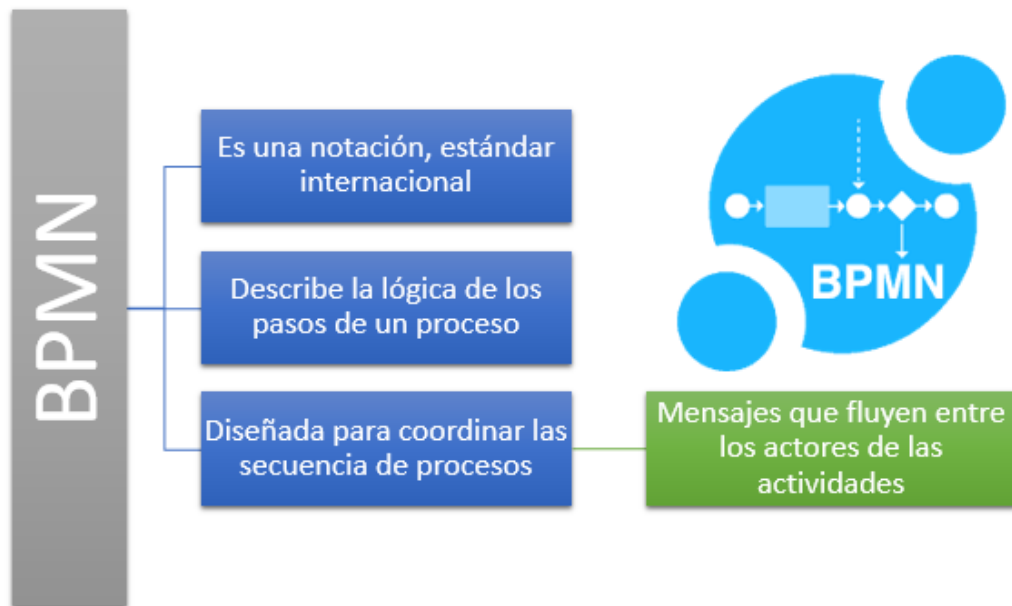 BPMN
Es una notación, estándar
internacional
Describe la lógica de los
pasos de un proceso
Diseñada para coordinar las
secuencia de procesos
BPMN
Mensajes que fluyen entre
los actores de las
actividades